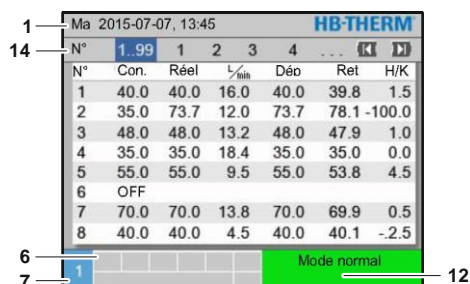 1 Ma 2015-07-07, 13:45 HB-THERM
14 N° 1..99 1 2 3 4 ...
N° Con. Réel L/min Dép Ret H/K
1 40.0 40.0 16.0 40.0 39.8 1.5
2 35.0 73.7 12.0 73.7 78.1 -100.0
3 48.0 48.0 13.2 48.0 47.9 1.0
4 35.0 35.0 18.4 35.0 35.0 0.0
5 55.0 55.0 9.5 55.0 53.8 4.5
6 OFF
7 70.0 70.0 13.8 70.0 69.9 0.5
8 40.0 40.0 4.5 40.0 40.1 -.2.5
6 Mode normal
7 1 12